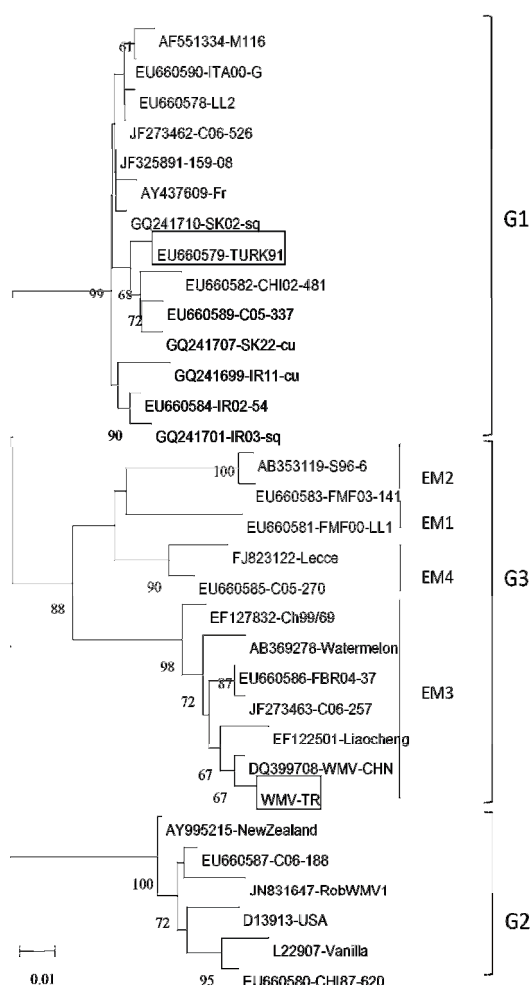 61
AF551334-M116
EU660590-ITA00-G
EU660578-LL2
JF273462-C06-526
JF325891-159-08
AY437609-Fr
GQ241710-SK02-sq
G1
EU660579-TURK91
EU660582-CHI02-481
99
68
EU660589-C05-337
72
GQ241707-SK22-cu
GQ241699-IR11-cu
EU660584-IR02-54
90
GQ241701-IR03-sq
AB353119-S96-6
100
EM2
EU660583-FMF03-141
EU660581-FMF00-LL1
EM1
FJ823122-Lecce
EM4
G3
90
EU660585-C05-270
88
EF127832-Ch99/69
AB369278-Watermelon
98
EU660586-FBR04-37
87
EM3
72
JF273463-C06-257
EF122501-Liaocheng
DQ399708-WMV-CHN
67
67
WMV-TR
AY995215-NewZealand
EU660587-C06-188
100
JN831647-RobWMV1
D13913-USA
72
G2
L22907-Vanilla
95
EU660580-CHI87-620
0.01